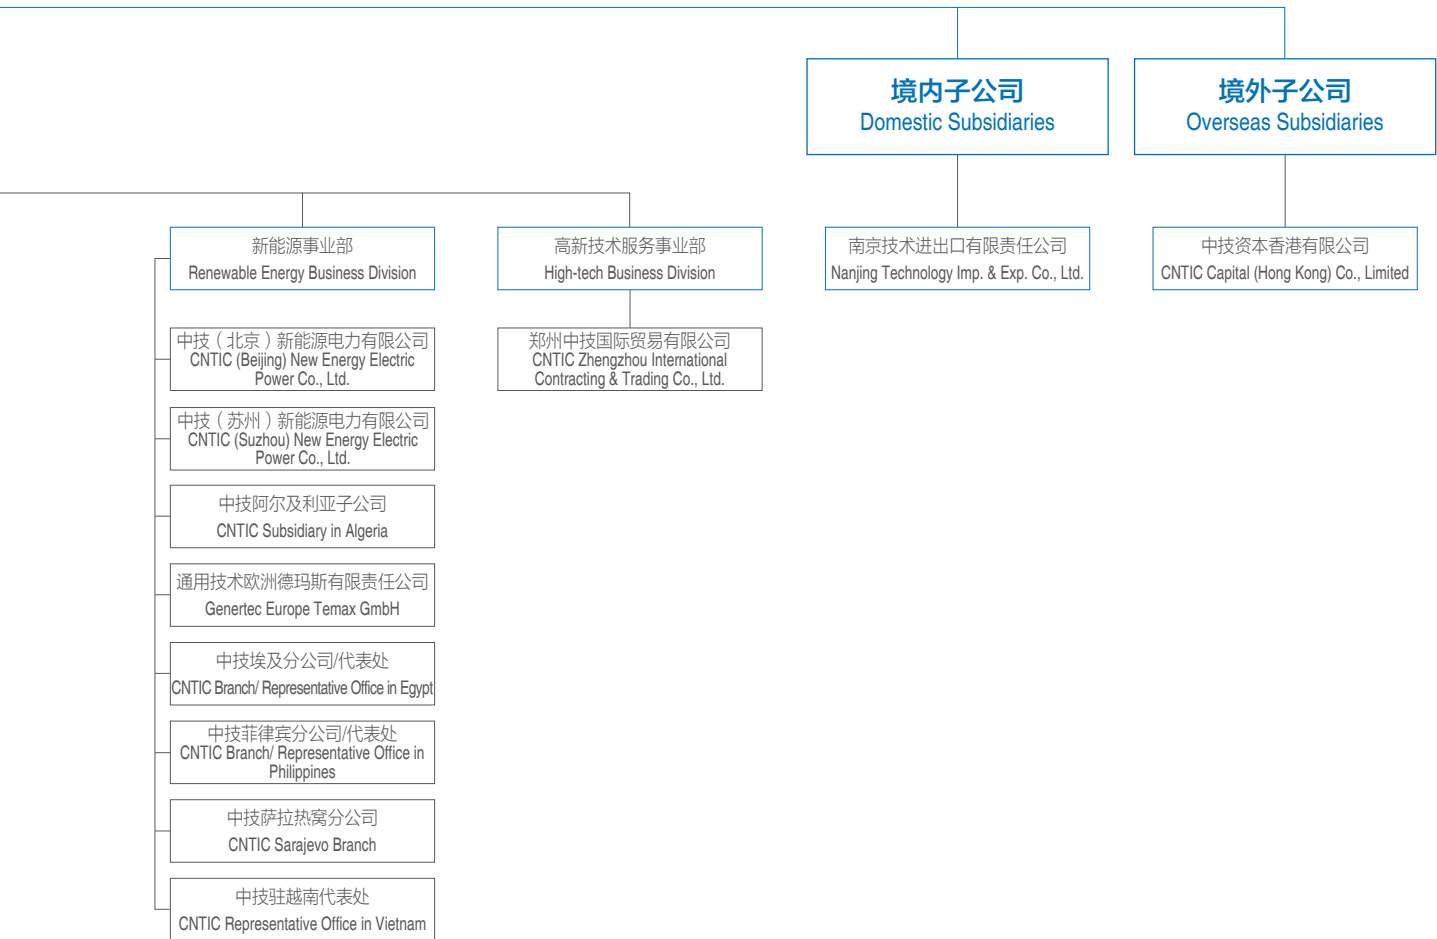 境内子公司
Domestic Subsidiaries
境外子公司
Overseas Subsidiaries
新能源事业部
Renewable Energy Business Division
高新技术服务事业部
High-tech Business Division
南京技术进出口有限责任公司
Nanjing Technology Imp. & Exp. Co., Ltd.
中技资本香港有限公司
CNTIC Capital (Hong Kong) Co., Limited
中技（北京）新能源电力有限公司
CNTIC (Beijing) New Energy Electric
Power Co., Ltd.
郑州中技国际贸易有限公司
CNTIC Zhengzhou International
Contracting & Trading Co., Ltd.
中技（苏州）新能源电力有限公司
CNTIC (Suzhou) New Energy Electric
Power Co., Ltd.
中技阿尔及利亚子公司
CNTIC Subsidiary in Algeria
通用技术欧洲德玛斯有限责任公司
Genertec Europe Temax GmbH
中技埃及分公司/代表处
CNTIC Branch/ Representative Office in Egypt
中技菲律宾分公司/代表处
CNTIC Branch/ Representative Office in
Philippines
中技萨拉热窝分公司
CNTIC Sarajevo Branch
中技驻越南代表处
CNTIC Representative Office in Vietnam